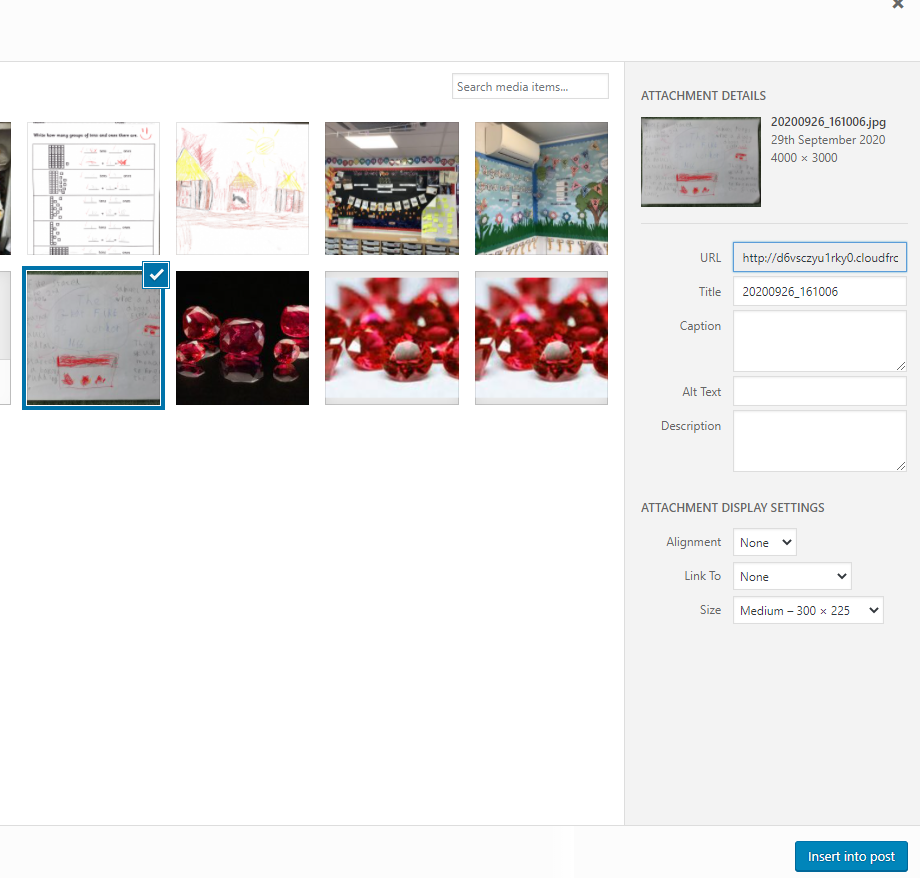 Search media items...
ATTACHMENT DETAILS
20200926_161006.jpg
29th September 2020
4000 × 3000
Write how many groups of tens and ones there are.
The
FIRE
URL http://d6vsczyu1rky0.cloudfrc
Title 20200926_161006
Caption
Alt Text
Description
ATTACHMENT DISPLAY SETTINGS
Alignment None
Link To None
Size Medium – 300 × 225
Insert into post